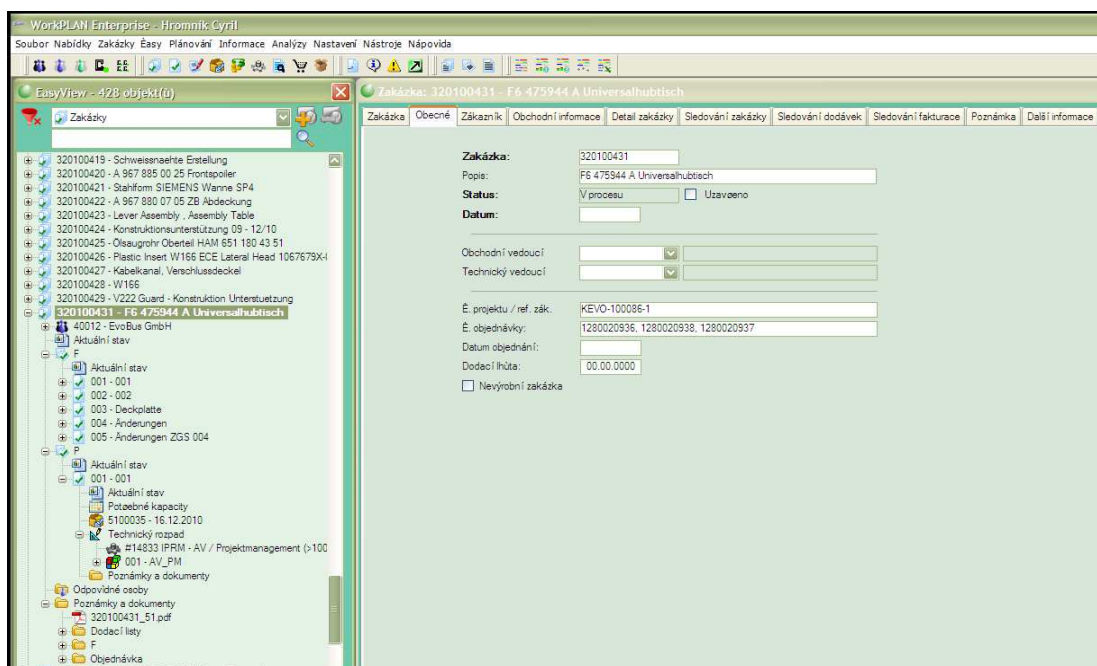 WorkPLAN Enterprise - Hromník Cyril
Soubor Nabídky Zakázky Easy Plánování Informace Analýzy Nastavení Nástroje Nápovida
EasyView - 428 objekt(ù)
Zakázky
320100419 - Schweissnaehte Erstellung
320100420 - A 967 885 00 25 Frontspoiler
320100421 - Stahlform SIEMENS Wanne SP4
320100422 - A 967 880 07 05 ZB Abdeckung
320100423 - Lever Assembly , Assembly Table
320100424 - Konstruktionsunterstützung 09 - 12/10
320100425 - Ölsaugrohr Oberteil HAM 651 180 43 51
320100426 - Plastic Insert W166 ECE Lateral Head 1067679X-I
320100427 - Kabelkanal, Verschlussdeckel
320100428 - W166
320100429 - V222 Guard - Konstruktion Unterstuetzung
320100431 - F6 475944 A Universalhubtisch
40012 - EvoBus GmbH
Aktuální stav
F
Aktuální stav
001 - 001
002 - 002
003 - Deckplatte
004 - Änderungen
005 - Änderungen ZGS 004
P
Aktuální stav
001 - 001
Aktuální stav
Potøebné kapacity
5100035 - 16.12.2010
Technický rozpad
#14833 IPRM - AV / Projektmanagement (>100
001 - AV_PM
Poznámky a dokumenty
Odpovìdné osoby
Poznámky a dokumenty
320100431_51.pdf
Dodací listy
F
Objednávka
Zakázka: 320100431 - F6 475944 A Universalhubtisch
Zakázka Obecné Zákazník Obchodní informace Detail zakázky Sledování zakázky Sledování dodávek Sledování fakturace Poznámka Další informace
Zakázka: 320100431
Popis: F6 475944 A Universalhubtisch
Status: V procesu Uzavøeno
Datum:
Obchodní vedoucí
Technický vedoucí
È. projektu / ref. zák. KEVO-100086-1
È. objednávky: 1280020936, 1280020938, 1280020937
Datum objednání:
Dodací lhůta: 00.00.0000
Nevýrobní zakázka